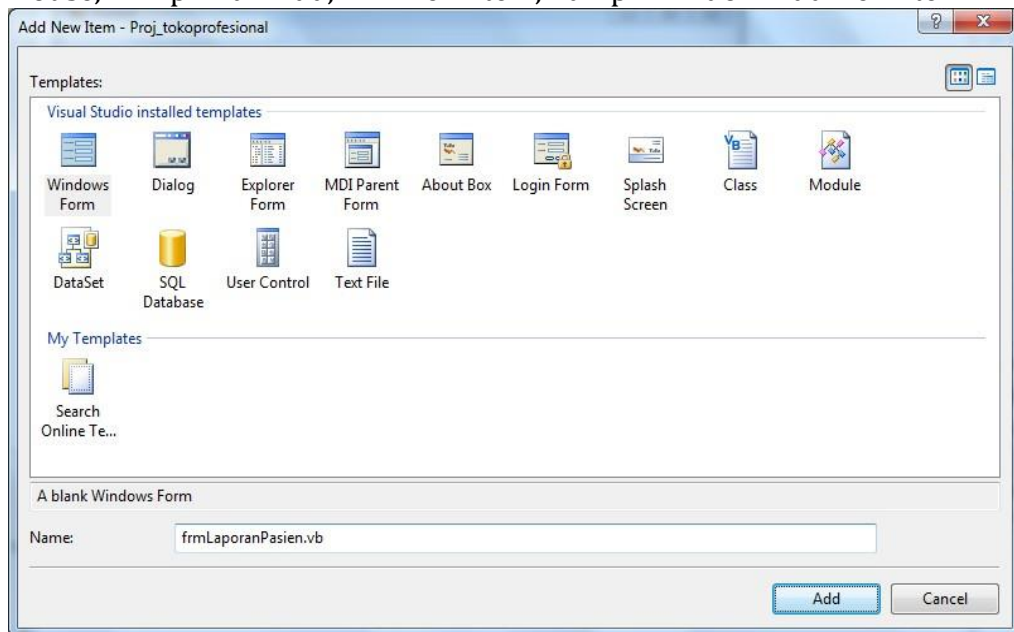 Add New Item - Proj_tokoprofesional
Templates:
Visual Studio installed templates
Windows Form
Dialog
Explorer Form
MDI Parent Form
About Box
Login Form
Splash Screen
Class
Module
DataSet
SQL Database
User Control
Text File
My Templates
Search Online Te...
A blank Windows Form
Name:
frmLaporanPasien.vb
Add
Cancel